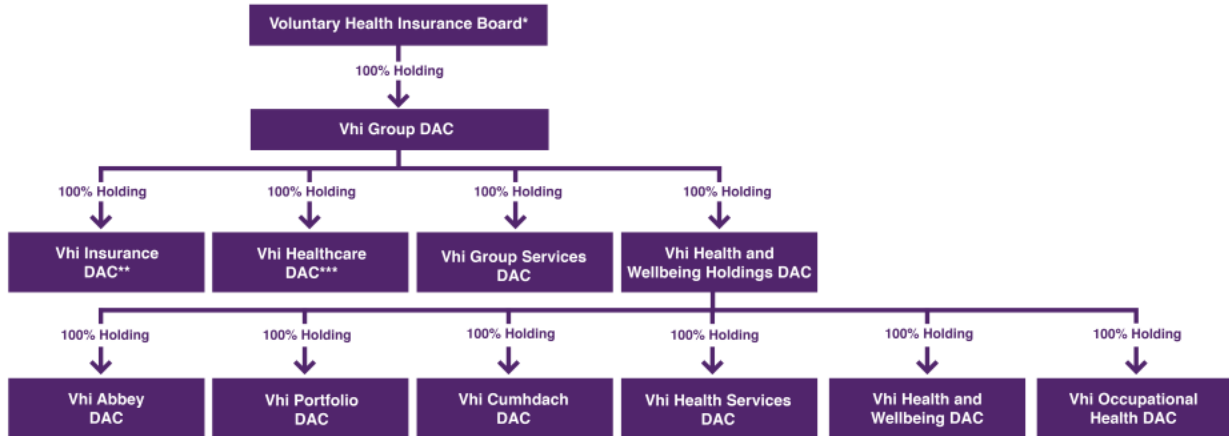 Voluntary Health Insurance Board*
100% Holding
Vhi Group DAC
100% Holding
100% Holding
100% Holding
100% Holding
Vhi Insurance
DAC**
Vhi Healthcare
DAC***
Vhi Group Services
DAC
Vhi Health and
Wellbeing Holdings DAC
100% Holding
100% Holding
100% Holding
100% Holding
100% Holding
100% Holding
Vhi Abbey
DAC
Vhi Portfolio
DAC
Vhi Cumhdach
DAC
Vhi Health Services
DAC
Vhi Health and
Wellbeing DAC
Vhi Occupational
Health DAC